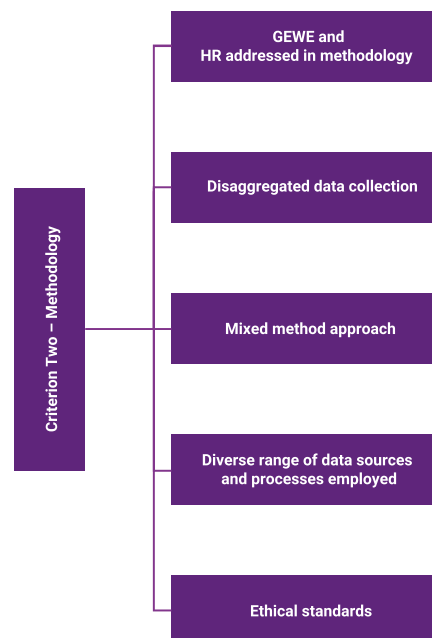 Criterion Two – Methodology
GEWE and
HR addressed in methodology
Disaggregated data collection
Mixed method approach
Diverse range of data sources
and processes employed
Ethical standards